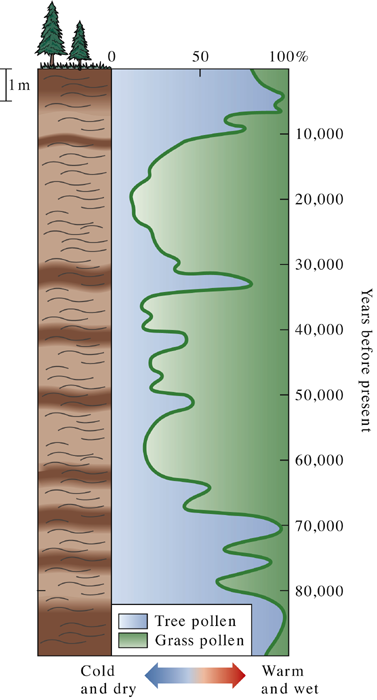 0 50 100%
1 m
10,000
20,000
30,000
40,000
50,000
60,000
70,000
80,000
Years before present
Tree pollen
Grass pollen
Cold
and dry
Warm
and wet